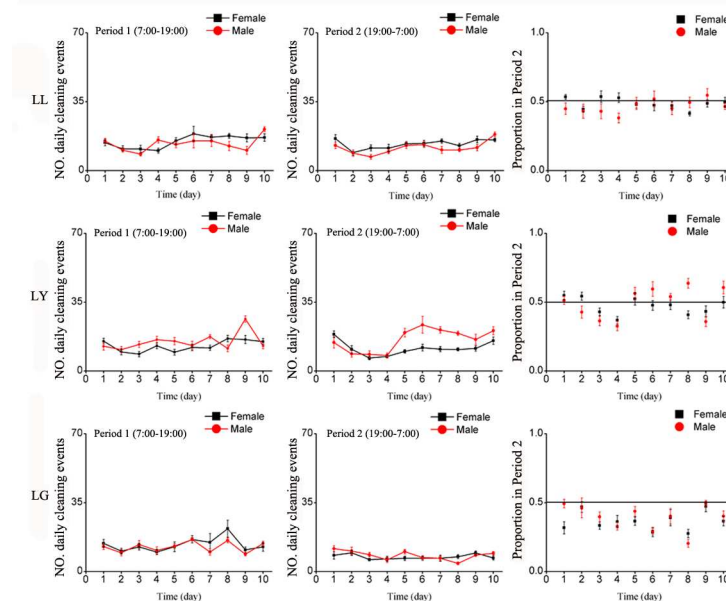 Female
Male
Period 1 (7:00-19:00)
NO. daily cleaning events
70
35
0
0 1 2 3 4 5 6 7 8 9 10
Time (day)
Female
Male
Period 2 (19:00-7:00)
NO. daily cleaning events
70
35
0
0 1 2 3 4 5 6 7 8 9 10
Time (day)
Female
Male
Proportion in Period 2
1.0
0.5
0.0
0 1 2 3 4 5 6 7 8 9 10
Time (day)
LL
Female
Male
Period 1 (7:00-19:00)
NO. daily cleaning events
70
35
0
0 1 2 3 4 5 6 7 8 9 10
Time (day)
Female
Male
Period 2 (19:00-7:00)
NO. daily cleaning events
70
35
0
0 1 2 3 4 5 6 7 8 9 10
Time (day)
Female
Male
Proportion in Period 2
1.0
0.5
0.0
0 1 2 3 4 5 6 7 8 9 10
Time (day)
LY
Female
Male
Period 1 (7:00-19:00)
NO. daily cleaning events
70
35
0
0 1 2 3 4 5 6 7 8 9 10
Time (day)
Female
Male
Period 2 (19:00-7:00)
NO. daily cleaning events
70
35
0
0 1 2 3 4 5 6 7 8 9 10
Time (day)
Female
Male
Proportion in Period 2
1.0
0.5
0.0
0 1 2 3 4 5 6 7 8 9 10
Time (day)
LG